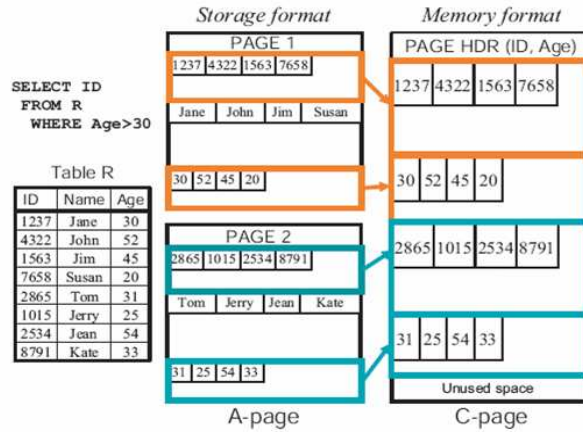 Storage format
Memory format
PAGE 1
PAGE HDR (ID, Age)
1237 4322 1563 7658
1237 4322 1563 7658
SELECT ID
FROM R
WHERE Age>30
Jane John Jim Susan
Table R
30 52 45 20
30 52 45 20
ID Name Age
1237 Jane 30
4322 John 52
1563 Jim 45
7658 Susan 20
2865 Tom 31
1015 Jerry 25
2534 Jean 54
8791 Kate 33
PAGE 2
2865 1015 2534 8791
2865 1015 2534 8791
Tom Jerry Jean Kate
31 25 54 33
31 25 54 33
Unused space
A-page
C-page